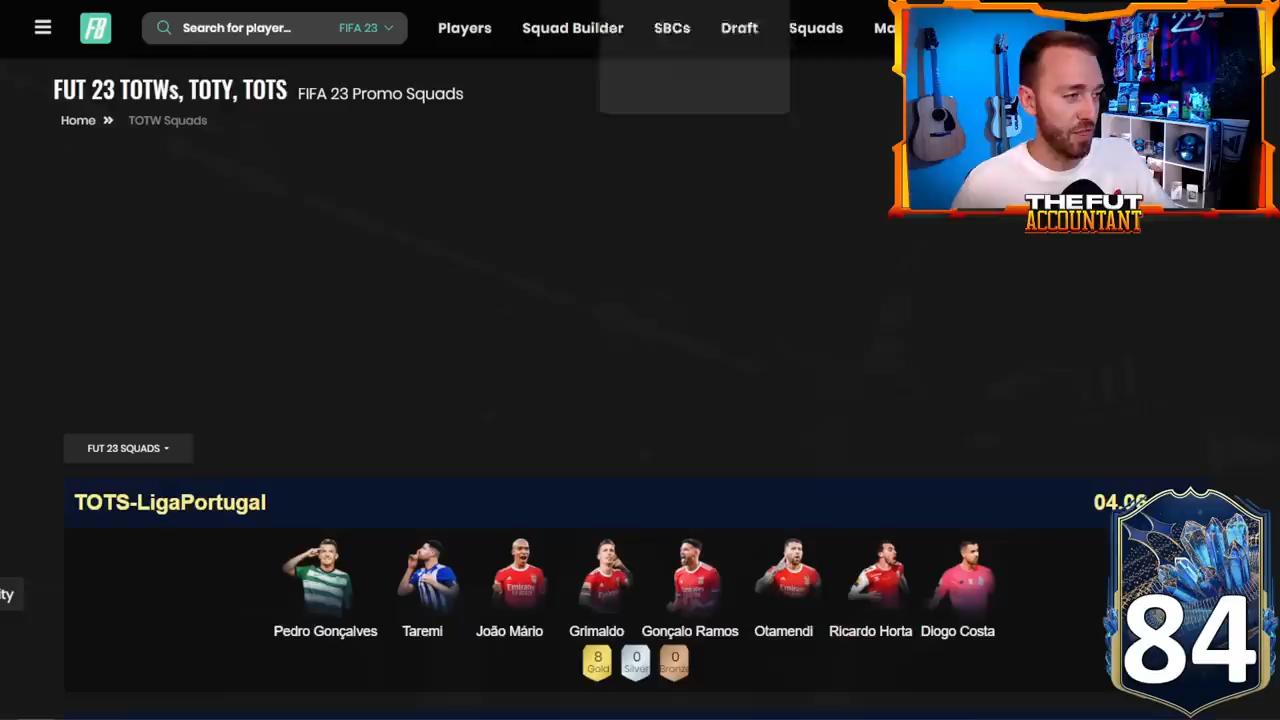 FB
Search for player...
FIFA 23
Players
Squad Builder
SBCs
Draft
Squads
FUT 23 TOTWs, TOTY, TOTS
FIFA 23 Promo Squads
Home
TOTW Squads
THE FUT
ACCOUNTANT
FUT 23 SQUADS
TOTS-LigaPortugal
Pedro Gonçalves
Taremi
João Mário
Grimaldo
Gonçalo Ramos
Otamendi
Ricardo Horta
Diogo Costa
8
Gold
0
Silver
0
Bronze
84